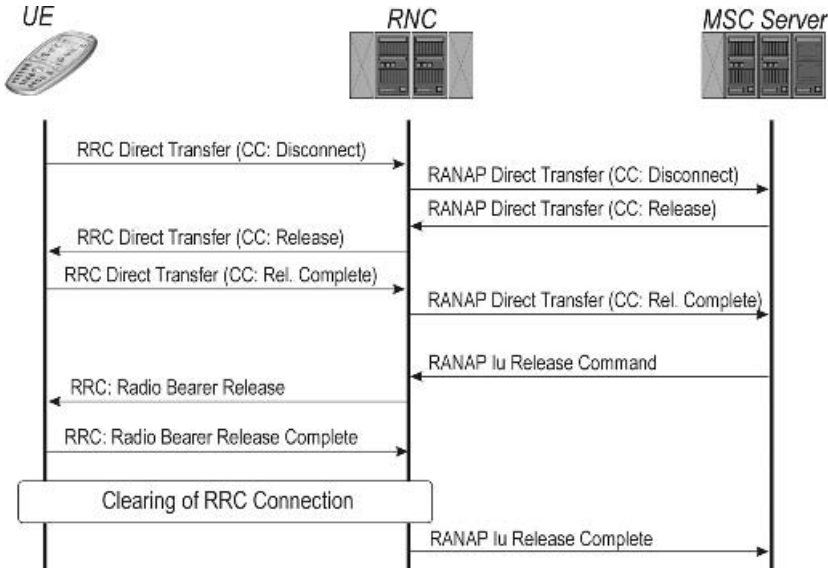 UE
RNC
MSC Server
RRC Direct Transfer (CC: Disconnect)
RANAP Direct Transfer (CC: Disconnect)
RANAP Direct Transfer (CC: Release)
RRC Direct Transfer (CC: Release)
RRC Direct Transfer (CC: Rel. Complete)
RANAP Direct Transfer (CC: Rel. Complete)
RANAP Iu Release Command
RRC: Radio Bearer Release
RRC: Radio Bearer Release Complete
Clearing of RRC Connection
RANAP Iu Release Complete